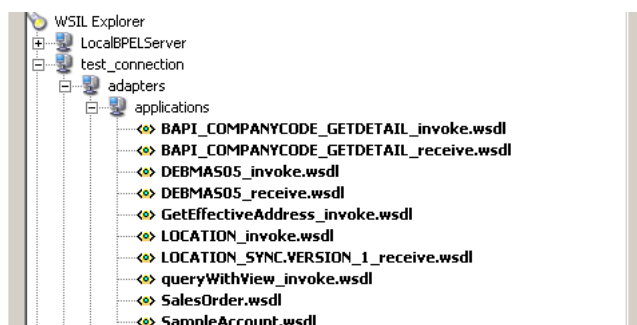 WSIL Explorer
LocalBPELServer
test_connection
adapters
applications
BAPI_COMPANYCODE_GETDETAIL_invoke.wsdl
BAPI_COMPANYCODE_GETDETAIL_receive.wsdl
DEBMAS05_invoke.wsdl
DEBMAS05_receive.wsdl
GetEffectiveAddress_invoke.wsdl
LOCATION_invoke.wsdl
LOCATION_SYNC.VERSION_1_receive.wsdl
queryWithView_invoke.wsdl
SalesOrder.wsdl
SampleAccount.wsdl